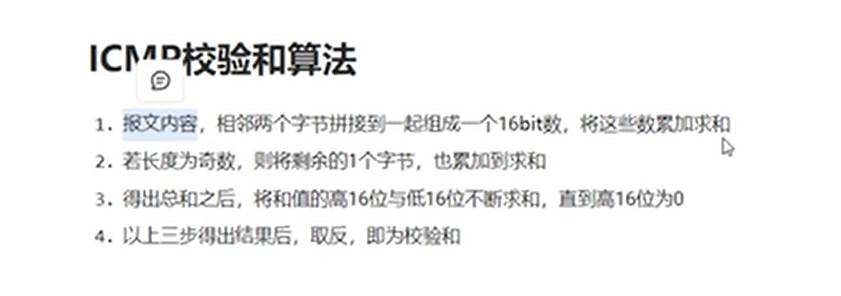 ICMP校验和算法
1. 报文内容，相邻两个字节拼接到一起组成一个16bit数，将这些数累加求和
2. 若长度为奇数，则将剩余的1个字节，也累加到求和
3. 得出总和之后，将和值的高16位与低16位不断求和，直到高16位为0
4. 以上三步得出结果后，取反，即为校验和